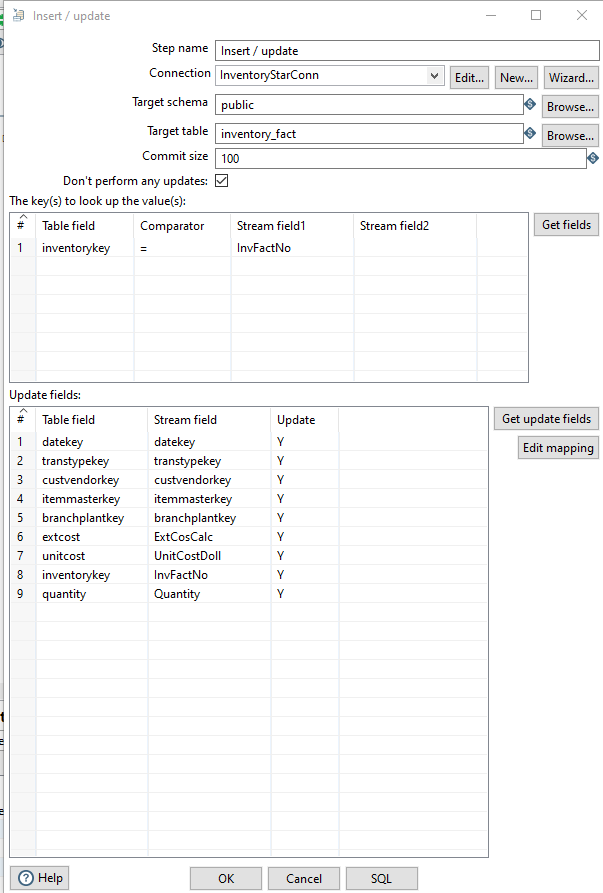 Insert / update
Step name Insert / update
Connection InventoryStarConn Edit... New... Wizard...
Target schema public Browse...
Target table inventory_fact Browse...
Commit size 100
Don't perform any updates:
The key(s) to look up the value(s):
# Table field Comparator Stream field1 Stream field2 Get fields
1 inventorykey = InvFactNo
Update fields:
# Table field Stream field Update Get update fields
1 datekey datekey Y Edit mapping
2 transtypekey transtypekey Y
3 custvendorkey custvendorkey Y
4 itemmasterkey itemmasterkey Y
5 branchplantkey branchplantkey Y
6 extcost ExtCosCalc Y
7 unitcost UnitCostDoll Y
8 inventorykey InvFactNo Y
9 quantity Quantity Y
Help OK Cancel SQL